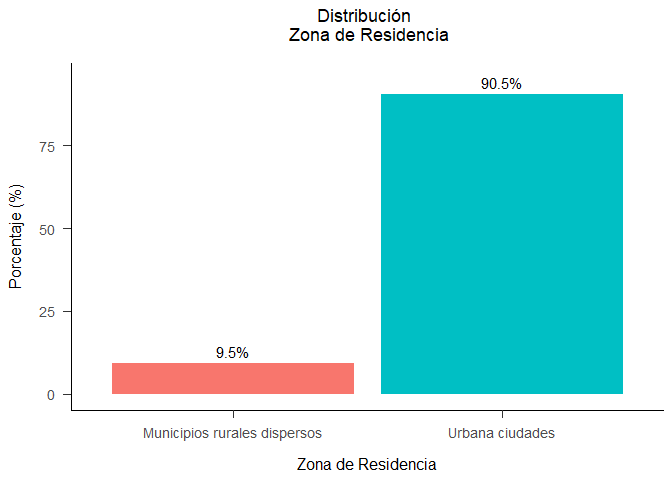 Distribución
Zona de Residencia
90.5%
75
50
25
0
9.5%
Porcentaje (%)
Municipios rurales dispersos
Urbana ciudades
Zona de Residencia